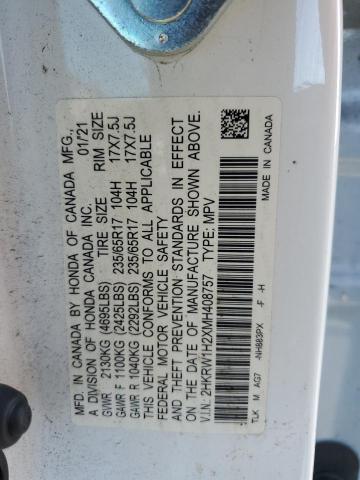 MFD. IN CANADA BY HONDA OF CANADA MFG.,
A DIVISION OF HONDA CANADA INC. 01/21
GVWR 2130KG (4695LBS) TIRE SIZE RIM SIZE
GAWR F 1100KG (2425LBS) 235/65R17 104H 17X7.5J
GAWR R 1040KG (2292LBS) 235/65R17 104H 17X7.5J
THIS VEHICLE CONFORMS TO ALL APPLICABLE
FEDERAL MOTOR VEHICLE SAFETY
AND THEFT PREVENTION STANDARDS IN EFFECT
ON THE DATE OF MANUFACTURE SHOWN ABOVE.
V.I.N: 2HKRW1H2XMH408757 TYPE: MPV
-NH883PX -F -H -MADE IN CANADA
TLK M AG7